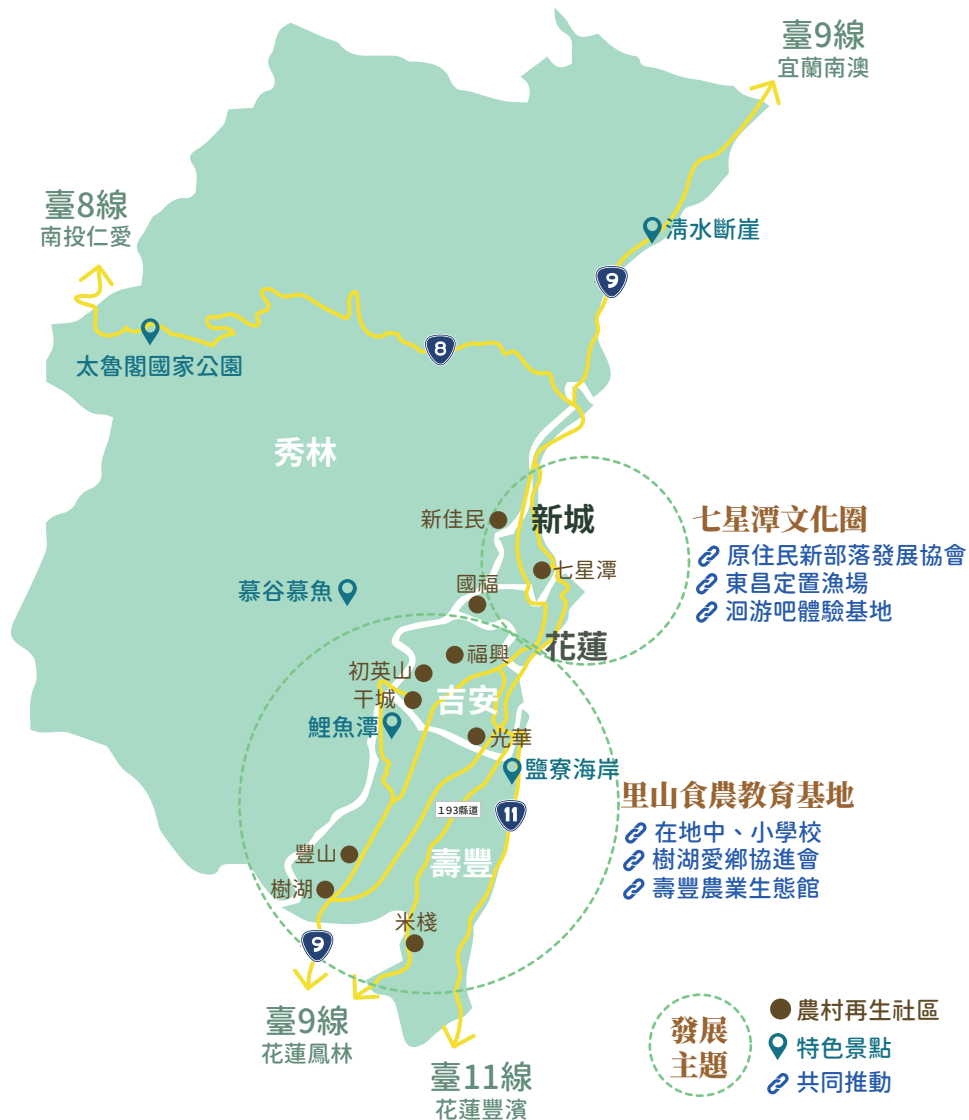 臺9線
宜蘭南澳
臺8線
南投仁愛
清水斷崖
9
8
太魯閣國家公園
秀林
新佳民
新城
七星潭文化圈
原住民新部落發展協會
東昌定置漁場
洄游吧體驗基地
七星潭
國福
慕谷慕魚
花蓮
福興
初英山
干城
吉安
鯉魚潭
光華
鹽寮海岸
里山食農教育基地
在地中、小學校
樹湖愛鄉協進會
壽豐農業生態館
193縣道
11
豐山
壽豐
樹湖
米棧
9
臺9線
花蓮鳳林
臺11線
花蓮豐濱
發展
主題
農村再生社區
特色景點
共同推動